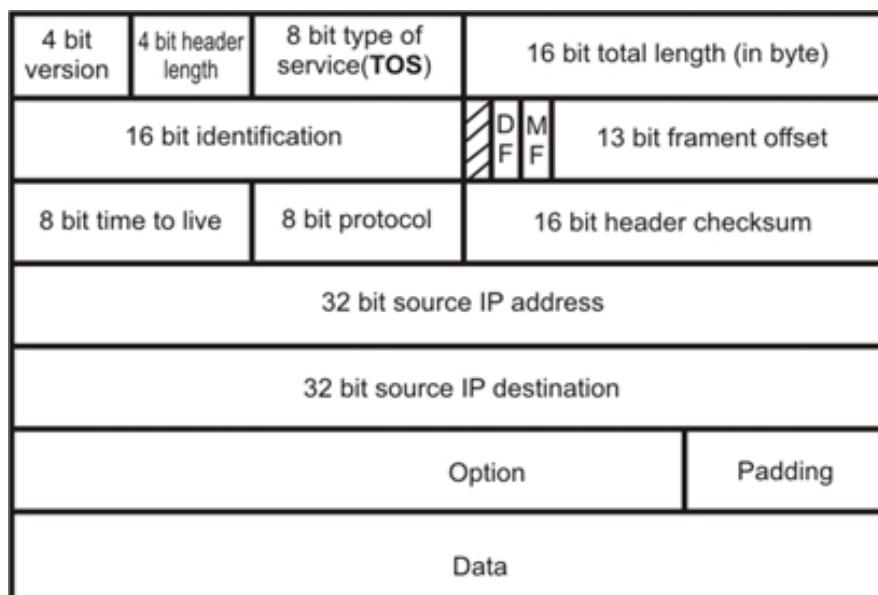 4 bit
version
4 bit header
length
8 bit type of
service(TOS)
16 bit total length (in byte)
16 bit identification
D
F
M
F
13 bit frament offset
8 bit time to live
8 bit protocol
16 bit header checksum
32 bit source IP address
32 bit source IP destination
Option
Padding
Data